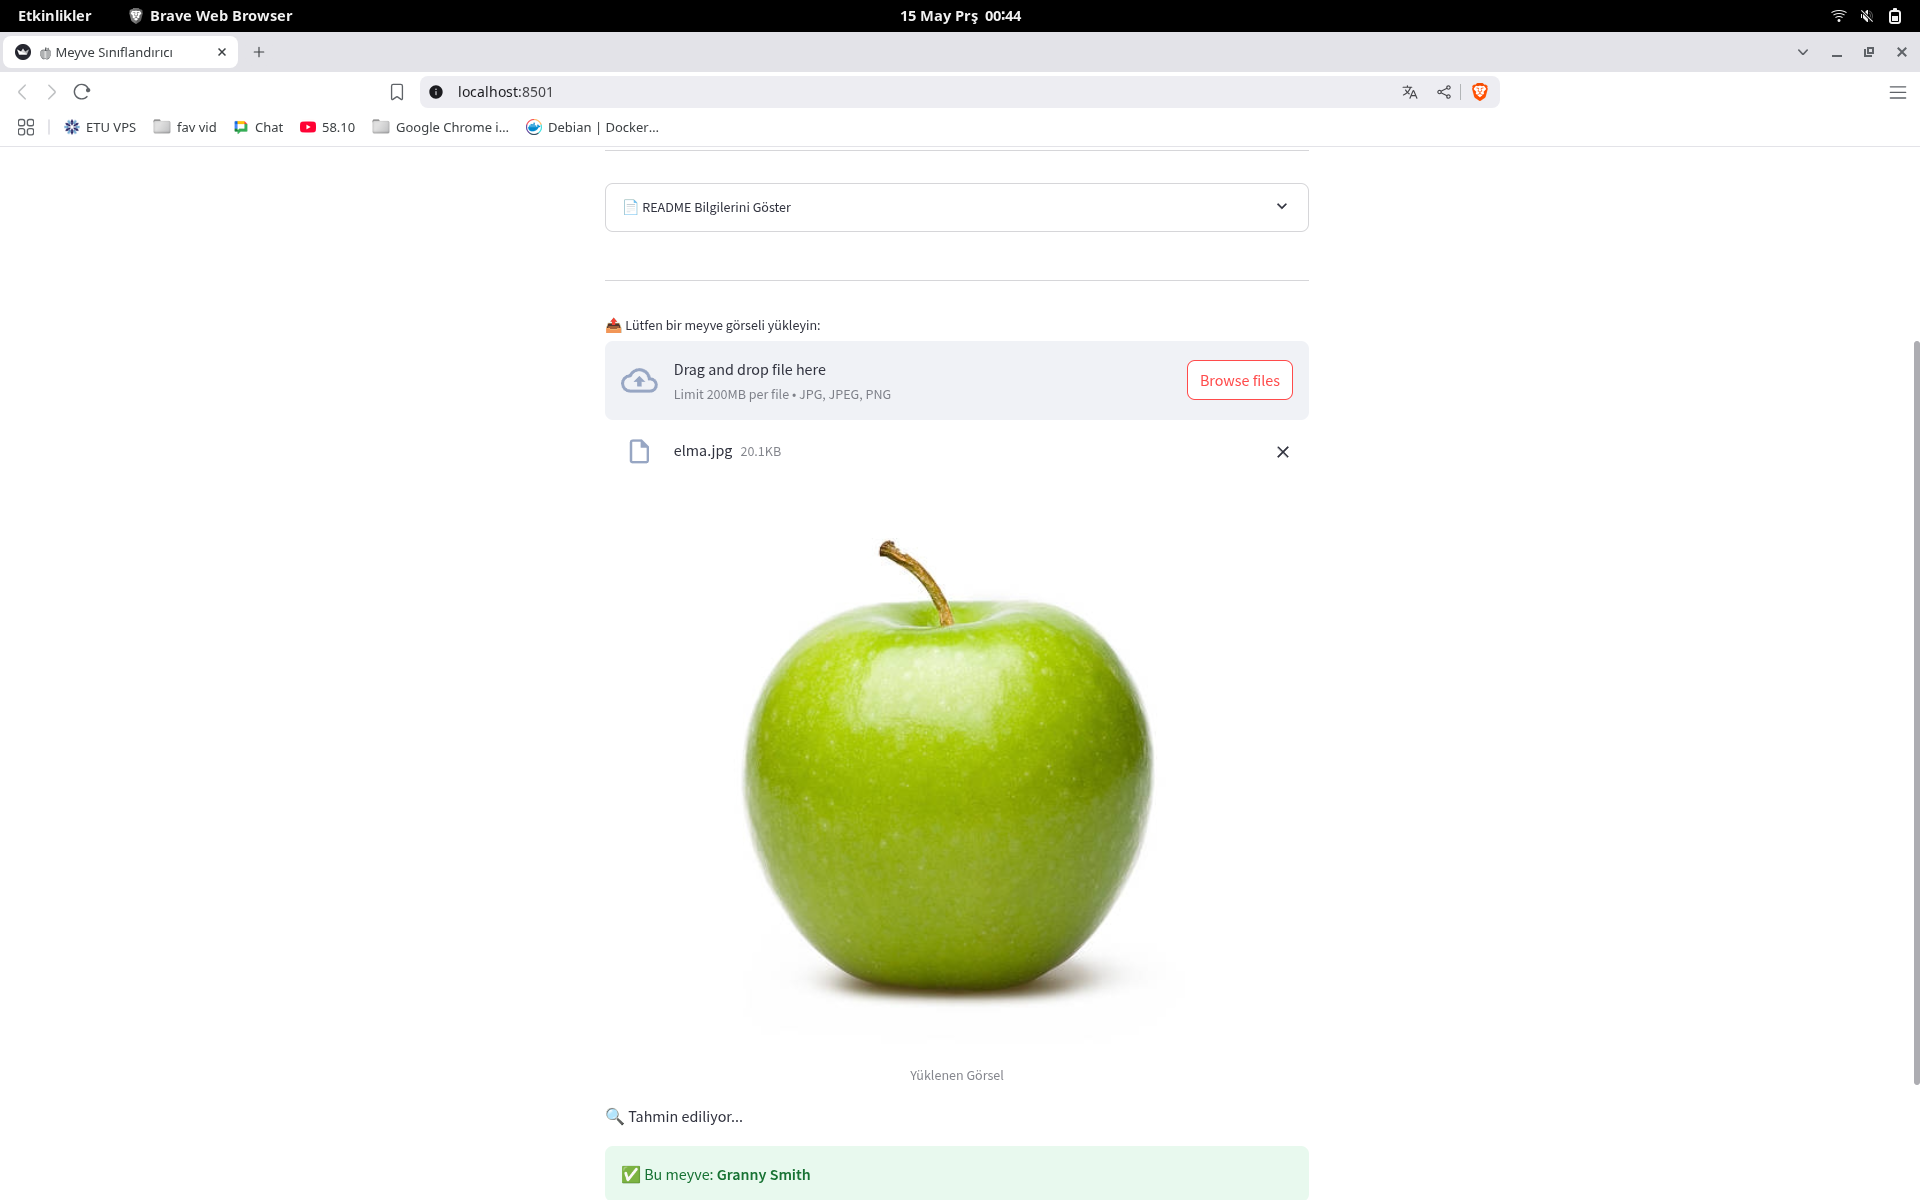 Etkinlikler Brave Web Browser 15 May Prş 00:44
Meyve Sınıflandırıcı
localhost:8501
ETU VPS fav vid Chat 58.10 Google Chrome i... Debian | Docker...
📄 README Bilgilerini Göster
📤 Lütfen bir meyve görseli yükleyin:
Drag and drop file here
Limit 200MB per file • JPG, JPEG, PNG
Browse files
elma.jpg 20.1KB
Yüklenen Görsel
🔍 Tahmin ediliyor...
✅ Bu meyve: Granny Smith